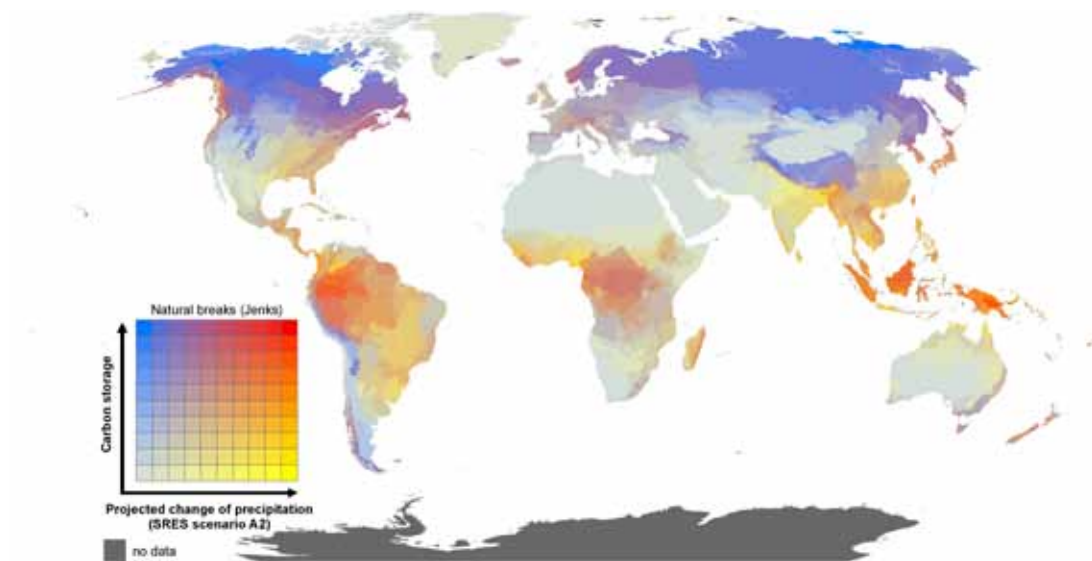 Natural breaks (Jenks)
Carbon storage
Projected change of precipitation
(SRES scenario A2)
no data